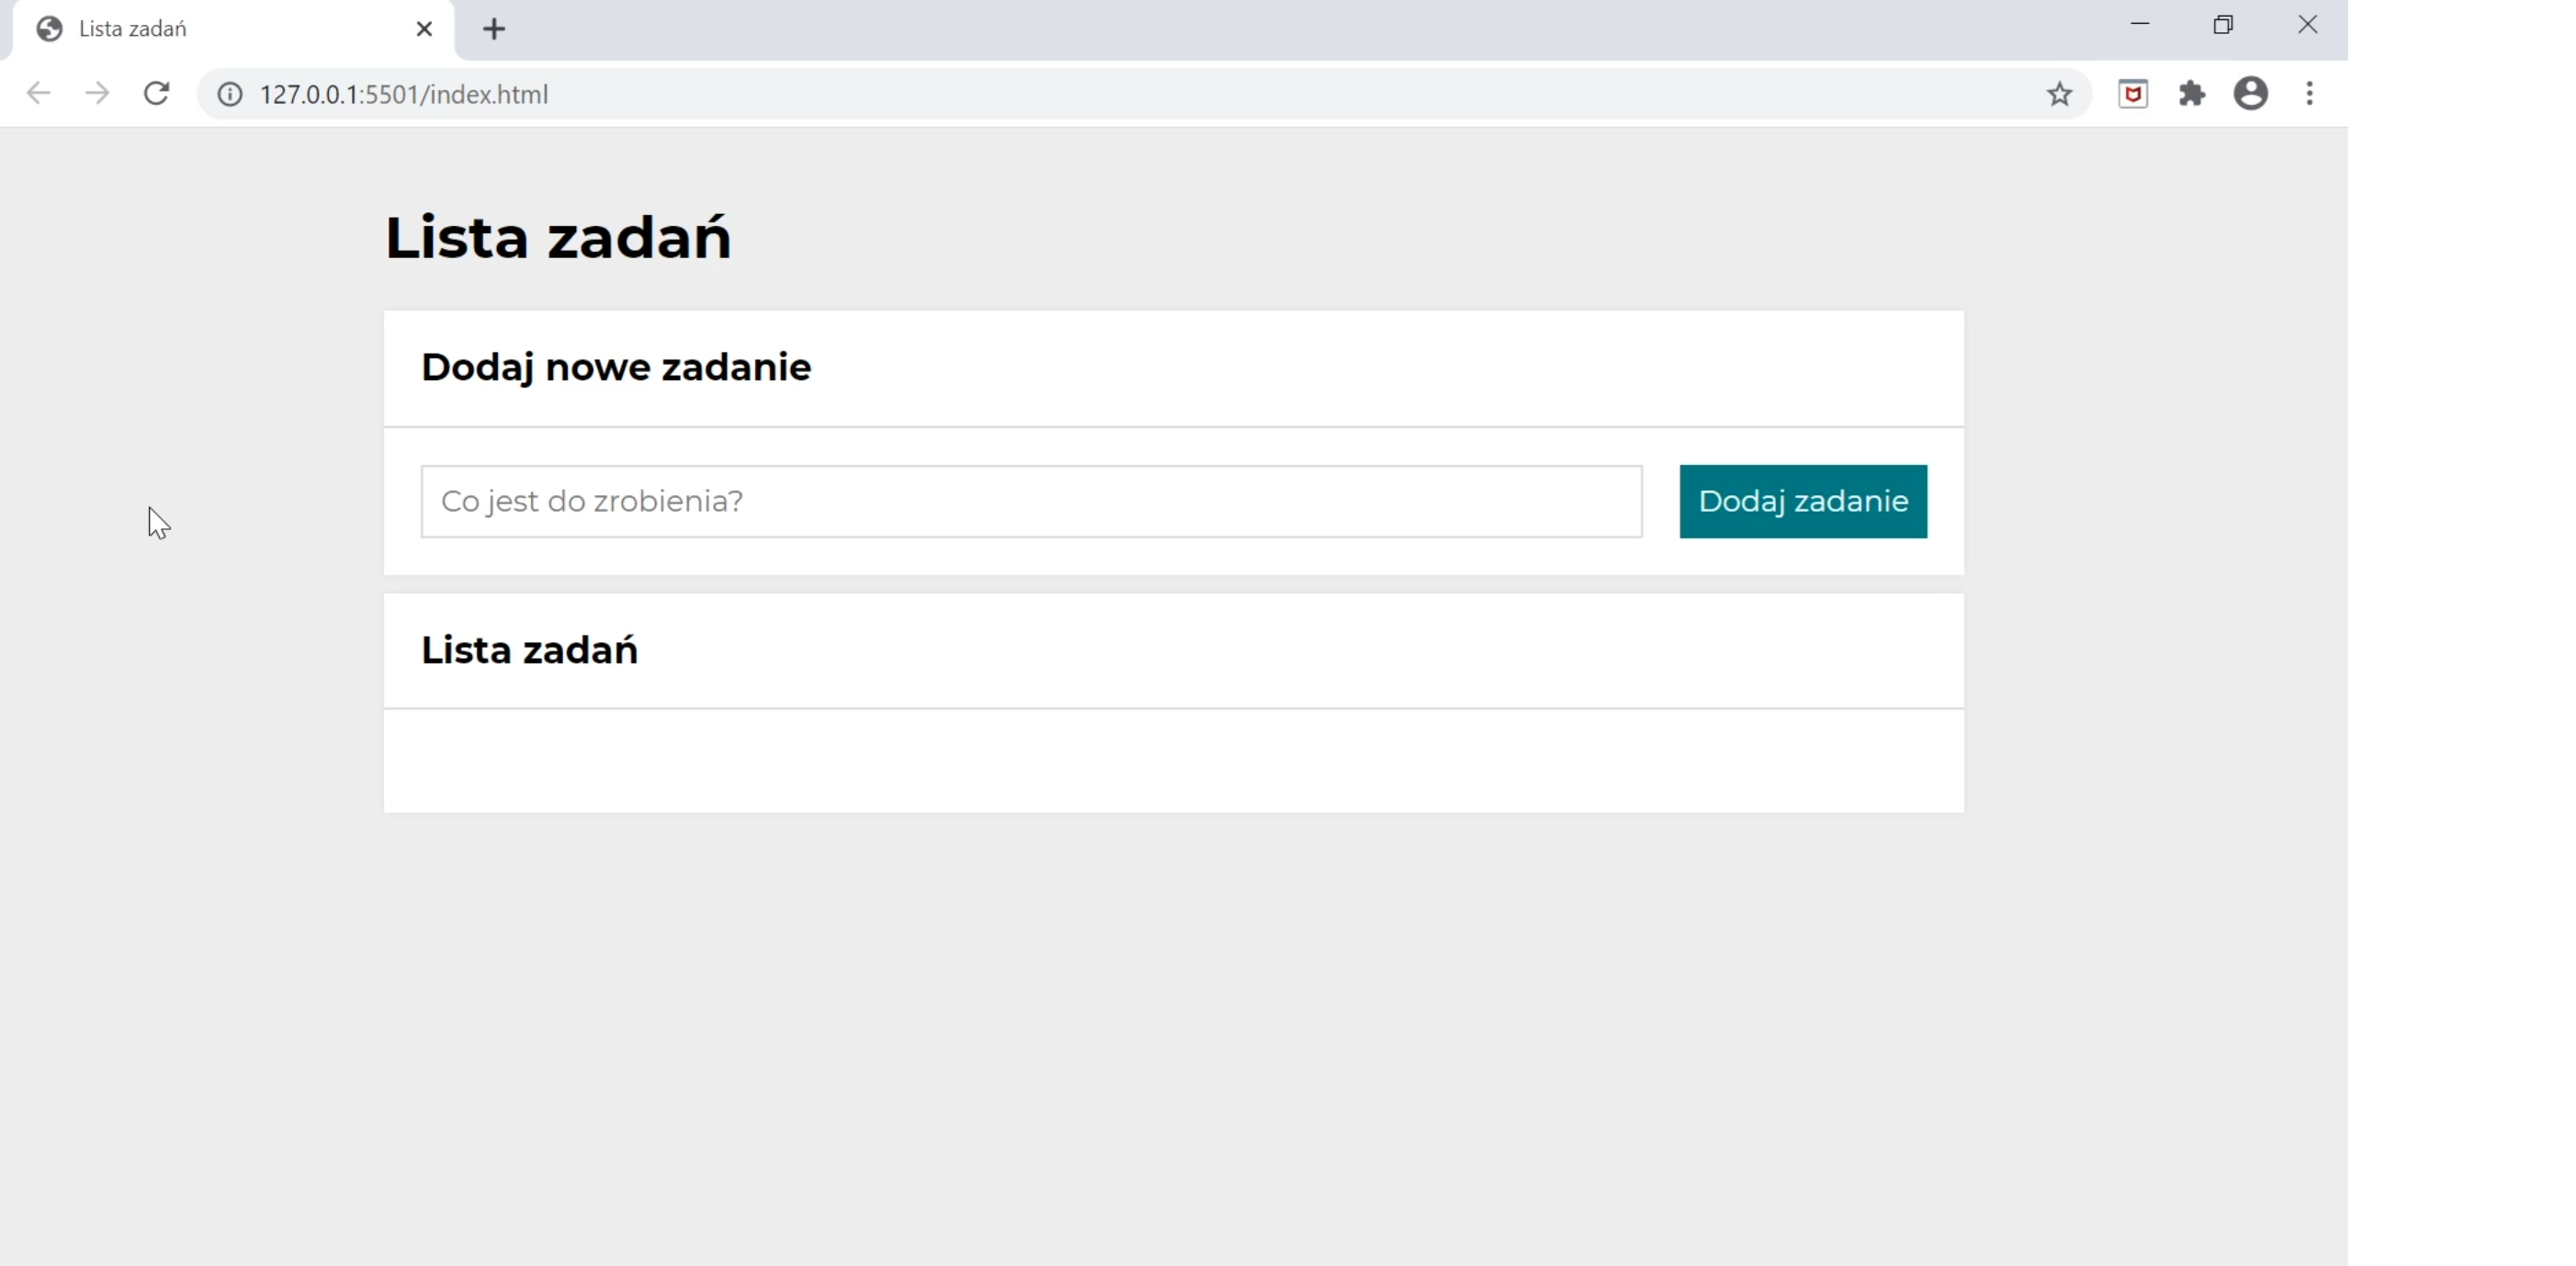 Lista zadań
127.0.0.1:5501/index.html
Lista zadań
Dodaj nowe zadanie
Co jest do zrobienia? Dodaj zadanie
Lista zadań